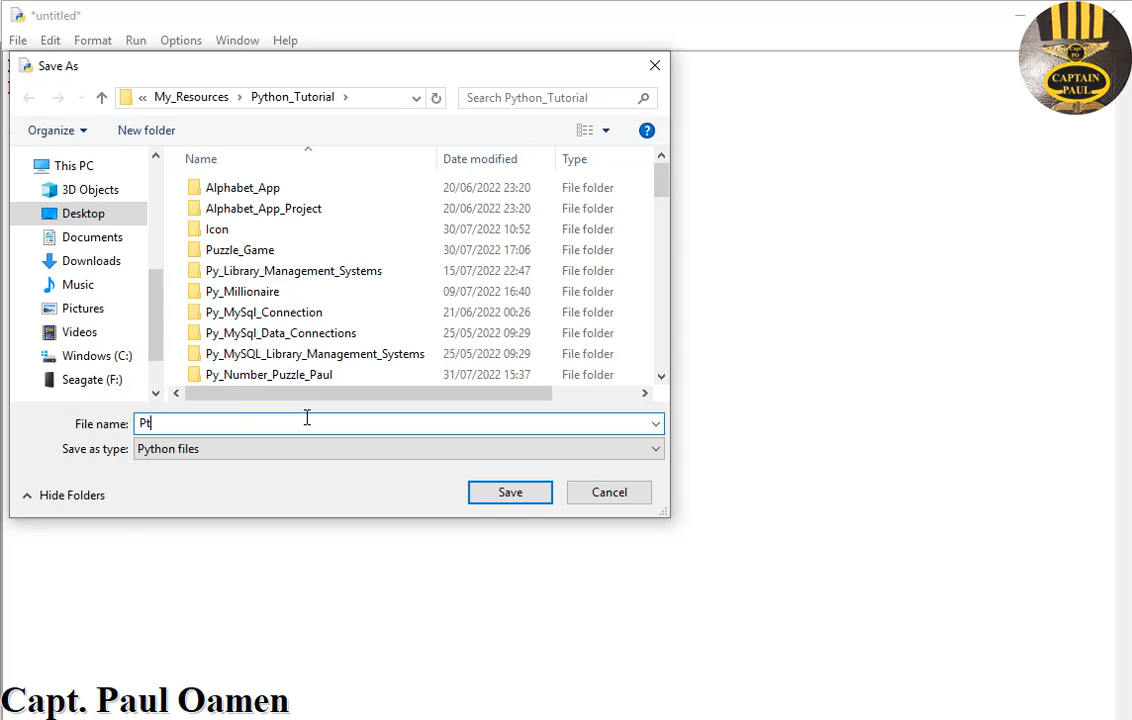 *untitled*
File Edit Format Run Options Window Help
Save As
« My_Resources > Python_Tutorial >
Search Python_Tutorial
Organize New folder
Name Date modified Type
This PC
3D Objects
Desktop
Documents
Downloads
Music
Pictures
Videos
Windows (C:)
Seagate (F:)
Alphabet_App 20/06/2022 23:20 File folder
Alphabet_App_Project 20/06/2022 23:20 File folder
Icon 30/07/2022 10:52 File folder
Puzzle_Game 30/07/2022 17:06 File folder
Py_Library_Management_Systems 15/07/2022 22:47 File folder
Py_Millionaire 09/07/2022 16:40 File folder
Py_MySql_Connection 21/06/2022 00:26 File folder
Py_MySql_Data_Connections 25/05/2022 09:29 File folder
Py_MySQL_Library_Management_Systems 25/05/2022 09:29 File folder
Py_Number_Puzzle_Paul 31/07/2022 15:37 File folder
File name: Pt
Save as type: Python files
Hide Folders
Save Cancel
CAPTAIN
PAUL
Capt. Paul Oamen